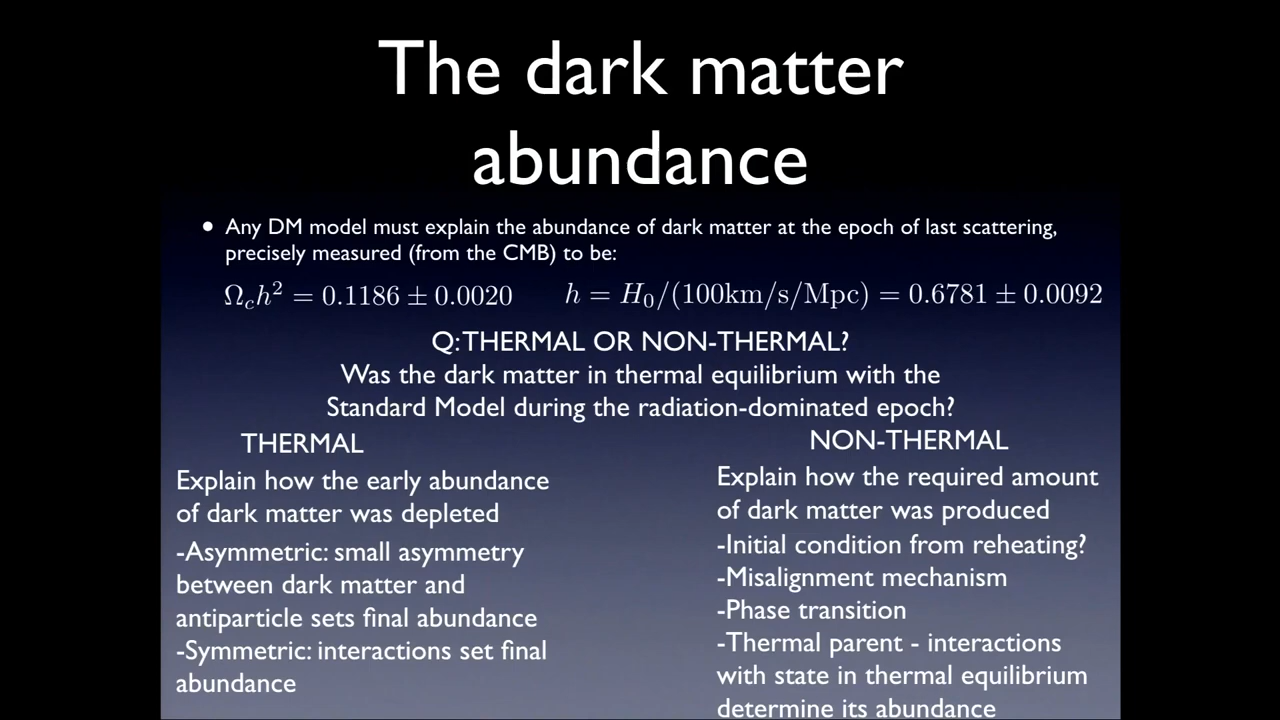 The dark matter
abundance
• Any DM model must explain the abundance of dark matter at the epoch of last scattering,
precisely measured (from the CMB) to be:
Ω_c h² = 0.1186 ± 0.0020 h = H₀/(100km/s/Mpc) = 0.6781 ± 0.0092
Q: THERMAL OR NON-THERMAL?
Was the dark matter in thermal equilibrium with the
Standard Model during the radiation-dominated epoch?
THERMAL
Explain how the early abundance
of dark matter was depleted
-Asymmetric: small asymmetry
between dark matter and
antiparticle sets final abundance
-Symmetric: interactions set final
abundance
NON-THERMAL
Explain how the required amount
of dark matter was produced
-Initial condition from reheating?
-Misalignment mechanism
-Phase transition
-Thermal parent - interactions
with state in thermal equilibrium
determine its abundance